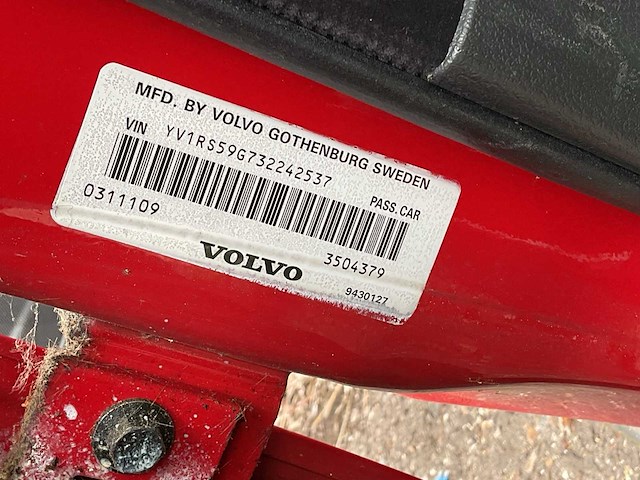 MFD. BY VOLVO GOTHENBURG SWEDEN
VIN YV1RS59G732242537
PASS. CAR
0311109
3504379
VOLVO
9430127